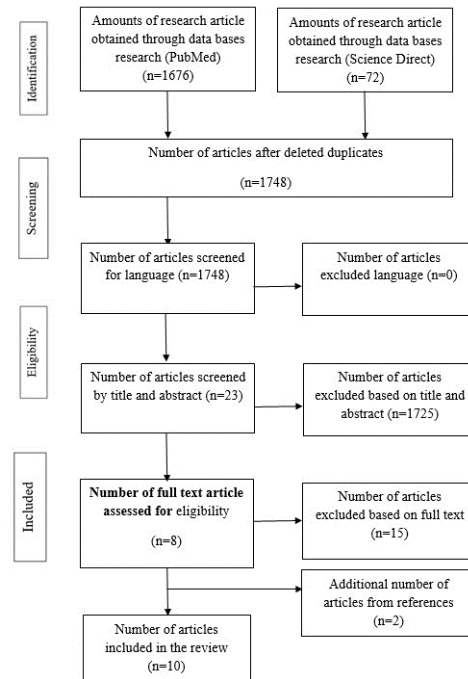 Identification
Amounts of research article
obtained through data bases
research (PubMed)
(n=1676)
Amounts of research article
obtained through data bases
research (Science Direct)
(n=72)
Number of articles after deleted duplicates
(n=1748)
Screening
Number of articles screened
for language (n=1748)
Number of articles
excluded language (n=0)
Eligibility
Number of articles screened
by title and abstract (n=23)
Number of articles
excluded based on title and
abstract (n=1725)
Included
Number of full text article
assessed for eligibility
(n=8)
Number of articles
excluded based on full text
(n=15)
Additional number of
articles from references
(n=2)
Number of articles
included in the review
(n=10)